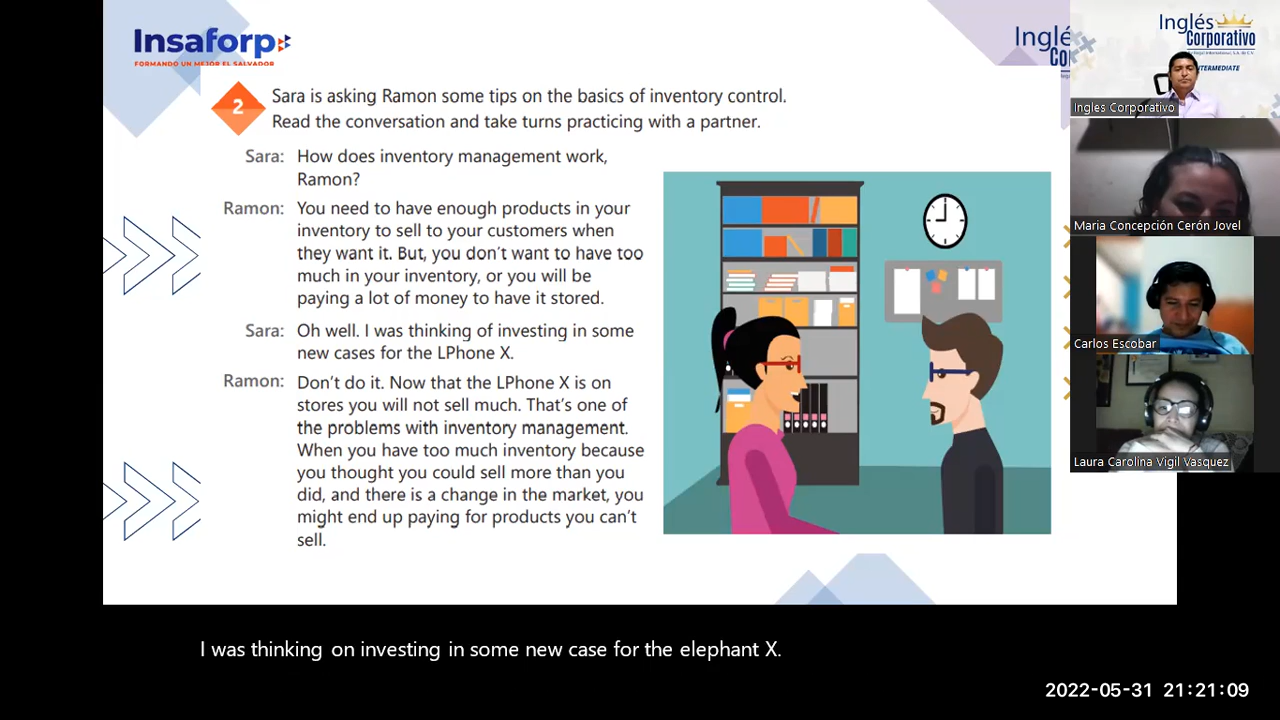 Insaforp
FORMANDO UN MEJOR EL SALVADOR
Inglés
Corporativo
INTERMEDIATE
Ingles Corporativo
2
Sara is asking Ramon some tips on the basics of inventory control.
Read the conversation and take turns practicing with a partner.
Sara: How does inventory management work,
Ramon?
Ramon: You need to have enough products in your
inventory to sell to your customers when
they want it. But, you don't want to have too
much in your inventory, or you will be
paying a lot of money to have it stored.
Sara: Oh well. I was thinking of investing in some
new cases for the LPhone X.
Ramon: Don't do it. Now that the LPhone X is on
stores you will not sell much. That's one of
the problems with inventory management.
When you have too much inventory because
you thought you could sell more than you
did, and there is a change in the market, you
might end up paying for products you can't
sell.
Maria Concepción Cerón Jovel
Carlos Escobar
Laura Carolina Vigil Vasquez
I was thinking on investing in some new case for the elephant X.
2022-05-31 21:21:09